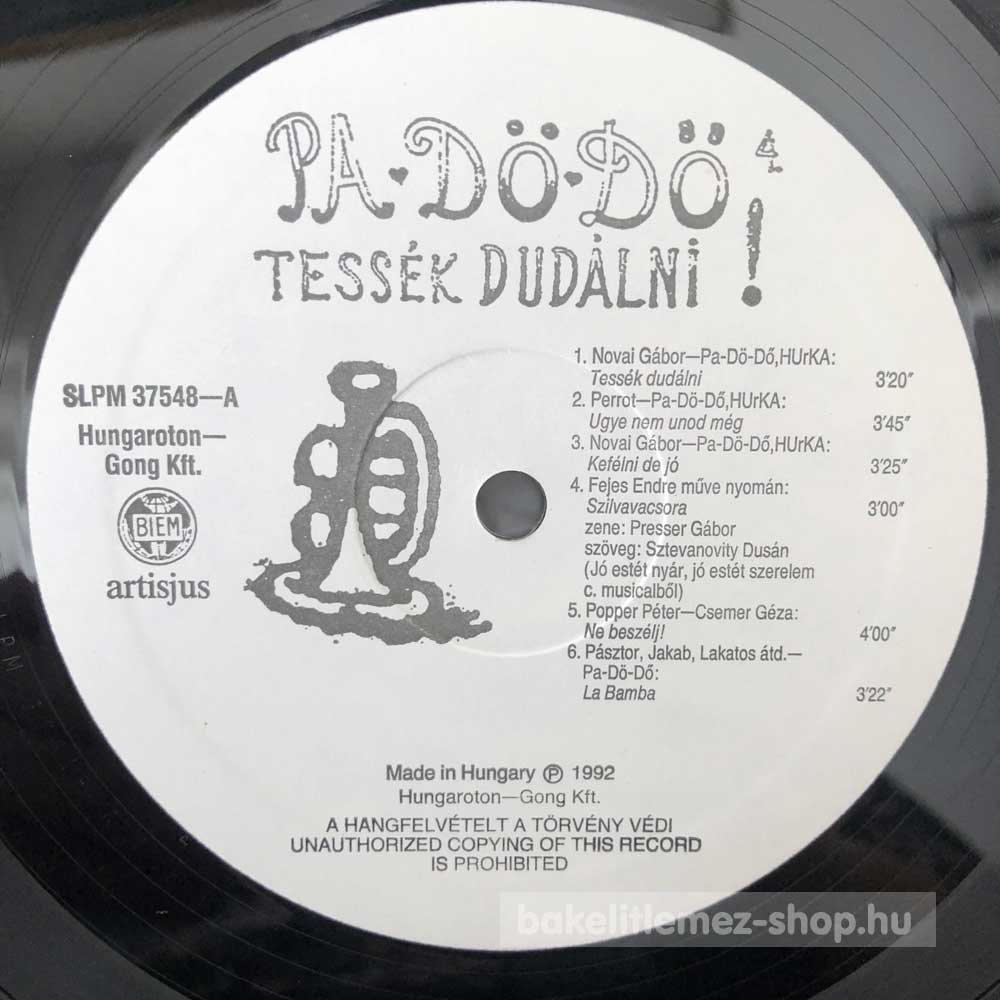 PA·DÖ·DÖ 4.
TESSÉK DUDÁLNI !
SLPM 37548—A
Hungaroton—
Gong Kft.
BIEM
artisjus
1. Novai Gábor—Pa-Dö-Dő,HUrKA:
Tessék dudálni 3'20"
2. Perrot—Pa-Dö-Dő,HUrKA:
Ugye nem unod még 3'45"
3. Novai Gábor—Pa-Dö-Dő,HUrKA:
Kefélni de jó 3'25"
4. Fejes Endre műve nyomán:
Szilvavacsora 3'00"
zene: Presser Gábor
szöveg: Sztevanovity Dusán
(Jó estét nyár, jó estét szerelem
c. musicalből)
5. Popper Péter—Csemer Géza:
Ne beszélj! 4'00"
6. Pásztor, Jakab, Lakatos átd.—
Pa-Dö-Dő:
La Bamba 3'22"
Made in Hungary ℗ 1992
Hungaroton—Gong Kft.
A HANGFELVÉTELT A TÖRVÉNY VÉDI
UNAUTHORIZED COPYING OF THIS RECORD
IS PROHIBITED
bakelitlemez-shop.hu